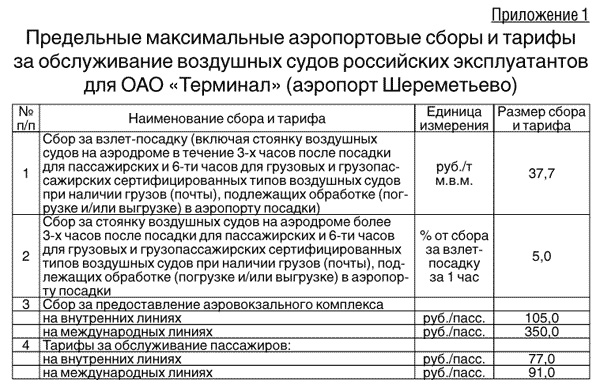 Приложение 1
Предельные максимальные аэропортовые сборы и тарифы
за обслуживание воздушных судов российских эксплуатантов
для ОАО «Терминал» (аэропорт Шереметьево)
№ п/п | Наименование сбора и тарифа | Единица измерения | Размер сбора и тарифа
1 | Сбор за взлет-посадку (включая стоянку воздушных
судов на аэродроме в течение 3-х часов после посадки
для пассажирских и 6-ти часов для грузовых и грузопас-
сажирских сертифицированных типов воздушных судов
при наличии грузов (почты), подлежащих обработке (пог-
рузке и/или выгрузке) в аэропорту посадки) | руб./т м.в.м. | 37,7
2 | Сбор за стоянку воздушных судов на аэродроме более
3-х часов после посадки для пассажирских и 6-ти часов
для грузовых и грузопассажирских сертифицированных
типов воздушных судов при наличии грузов (почты), под-
лежащих обработке (погрузке и/или выгрузке) в аэропор-
ту посадки | % от сбора за взлет-посадку за 1 час | 5,0
3 | Сбор за предоставление аэровокзального комплекса
на внутренних линиях | руб./пасс. | 105,0
на международных линиях | руб./пасс. | 350,0
4 | Тарифы за обслуживание пассажиров:
на внутренних линиях | руб./пасс. | 77,0
на международных линиях | руб./пасс. | 91,0